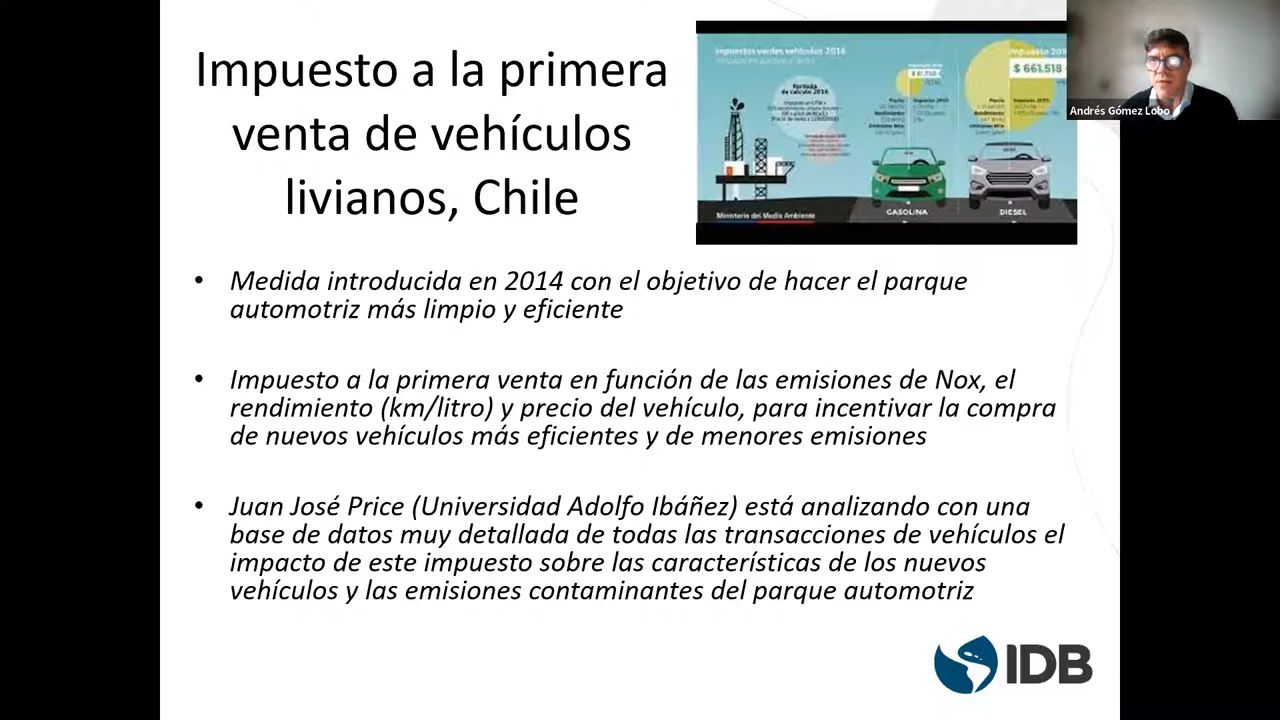 Impuesto a la primera
venta de vehículos
livianos, Chile
Impuestos verdes vehículos 2016
Fórmula
de cálculo 2016
$ 661.518
GASOLINA
DIESEL
Ministerio del Medio Ambiente
Andrés Gómez Lobo
• Medida introducida en 2014 con el objetivo de hacer el parque
automotriz más limpio y eficiente
• Impuesto a la primera venta en función de las emisiones de Nox, el
rendimiento (km/litro) y precio del vehículo, para incentivar la compra
de nuevos vehículos más eficientes y de menores emisiones
• Juan José Price (Universidad Adolfo Ibáñez) está analizando con una
base de datos muy detallada de todas las transacciones de vehículos el
impacto de este impuesto sobre las características de los nuevos
vehículos y las emisiones contaminantes del parque automotriz
IDB